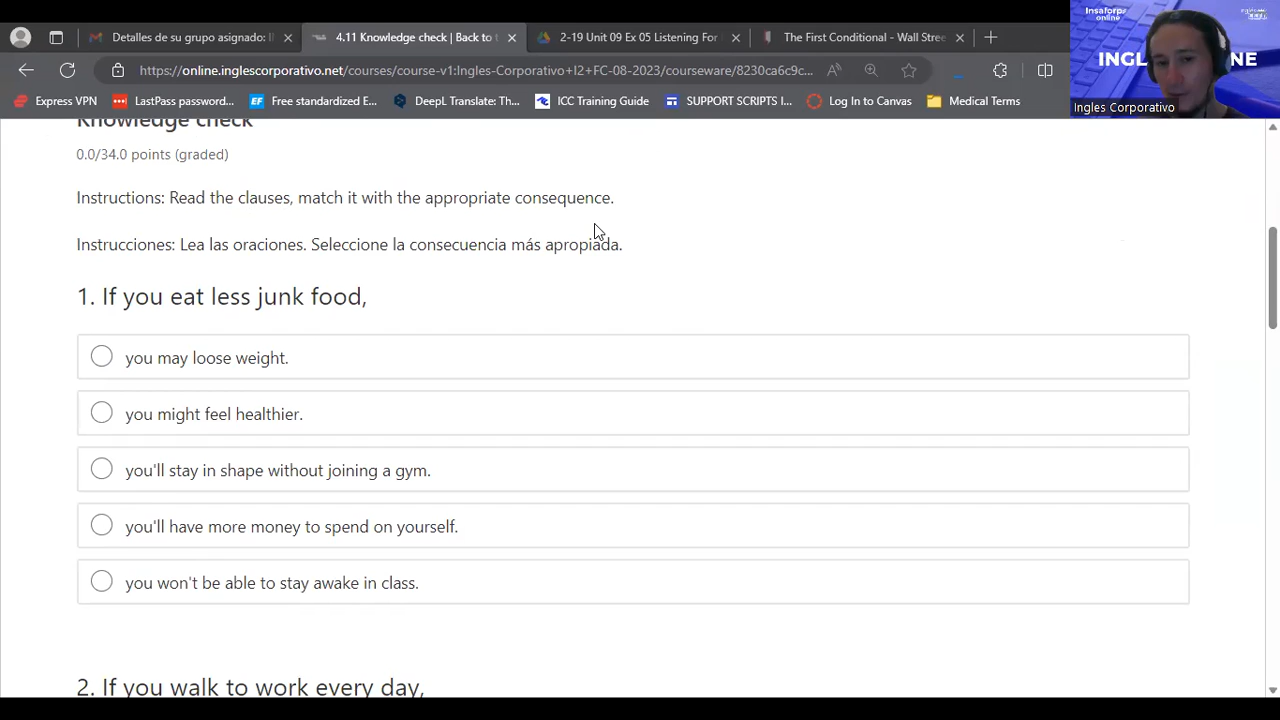 Detalles de su grupo asignado: II
4.11 Knowledge check | Back to t
2-19 Unit 09 Ex 05 Listening For
The First Conditional - Wall Stree
https://online.inglescorporativo.net/courses/course-v1:Ingles-Corporativo+I2+FC-08-2023/courseware/8230ca6c9c...
Express VPN
LastPass password...
Free standardized E...
DeepL Translate: Th...
ICC Training Guide
SUPPORT SCRIPTS I...
Log In to Canvas
Medical Terms
Insaforp
online
INGL
NE
Ingles Corporativo
Knowledge check
0.0/34.0 points (graded)
Instructions: Read the clauses, match it with the appropriate consequence.
Instrucciones: Lea las oraciones. Seleccione la consecuencia más apropiada.
1. If you eat less junk food,
you may loose weight.
you might feel healthier.
you'll stay in shape without joining a gym.
you'll have more money to spend on yourself.
you won't be able to stay awake in class.
2. If you walk to work every day,